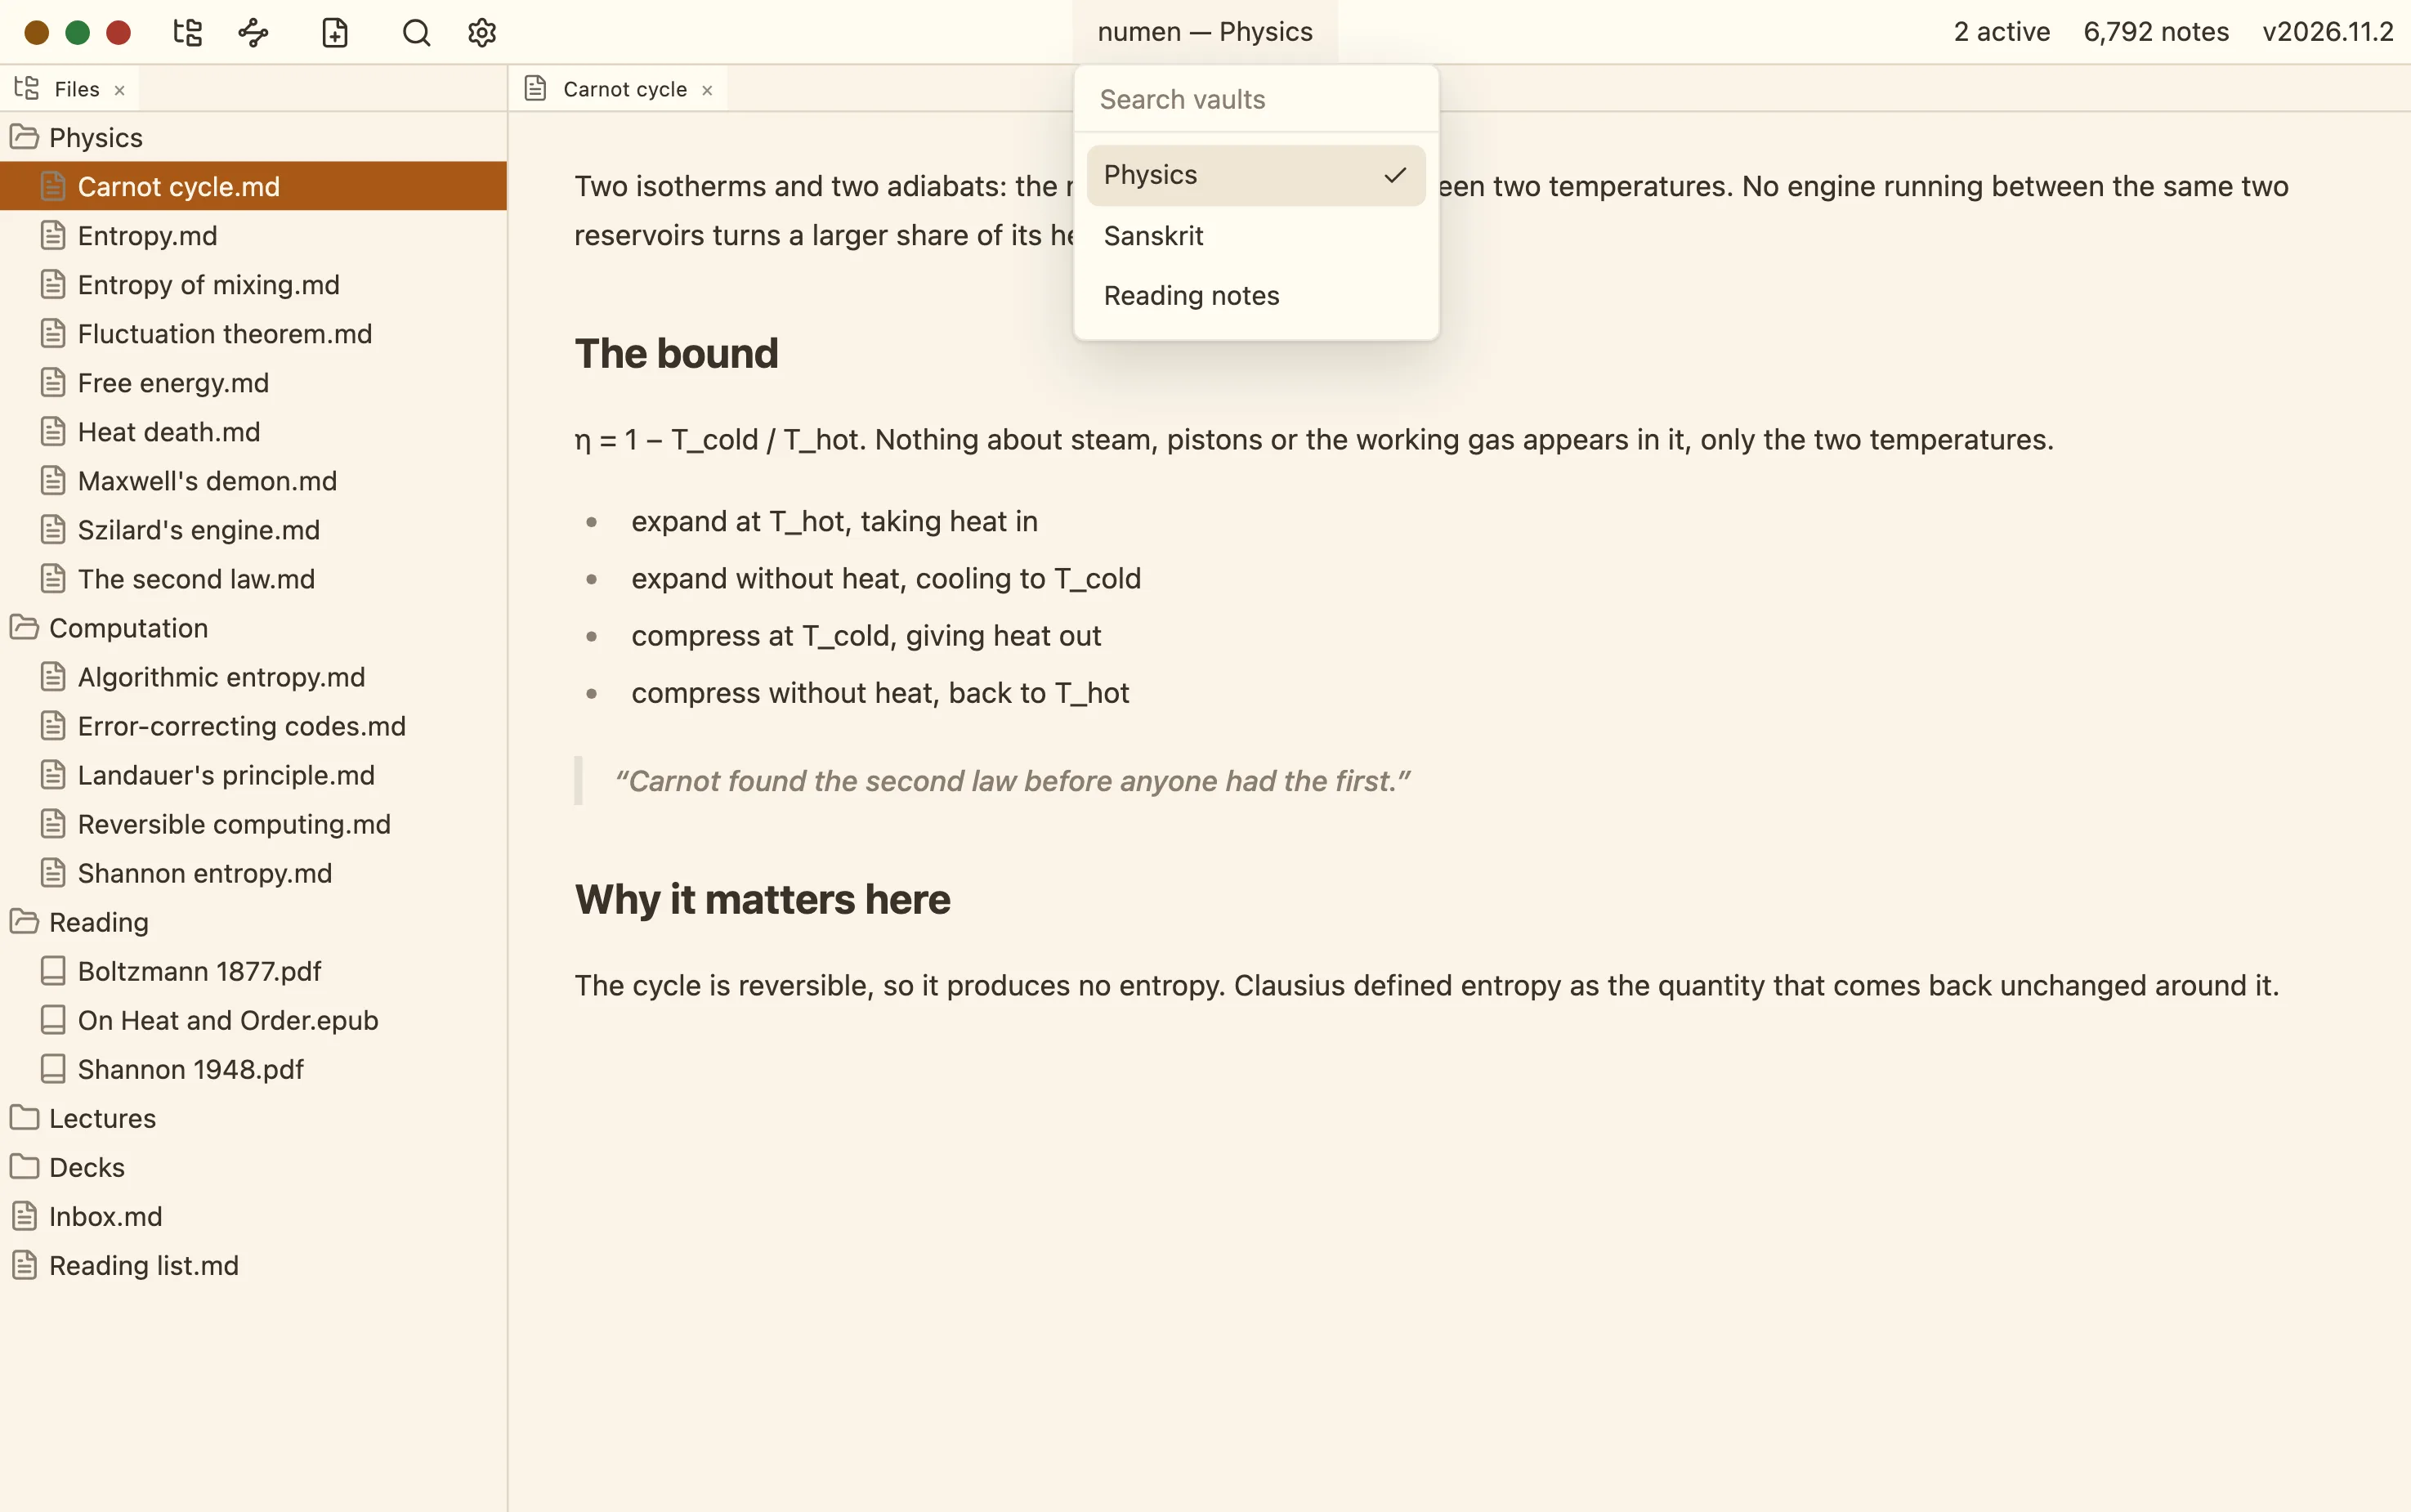 numen — Physics
2 active 6,792 notes v2026.11.2
Files ×
Carnot cycle ×
Search vaults
Physics
Sanskrit
Reading notes
Physics
Carnot cycle.md
Entropy.md
Entropy of mixing.md
Fluctuation theorem.md
Free energy.md
Heat death.md
Maxwell's demon.md
Szilard's engine.md
The second law.md
Computation
Algorithmic entropy.md
Error-correcting codes.md
Landauer's principle.md
Reversible computing.md
Shannon entropy.md
Reading
Boltzmann 1877.pdf
On Heat and Order.epub
Shannon 1948.pdf
Lectures
Decks
Inbox.md
Reading list.md
Two isotherms and two adiabats: the two temperatures. No engine running between the same two
reservoirs turns a larger share of its
The bound
η = 1 – T_cold / T_hot. Nothing about steam, pistons or the working gas appears in it, only the two temperatures.
• expand at T_hot, taking heat in
• expand without heat, cooling to T_cold
• compress at T_cold, giving heat out
• compress without heat, back to T_hot
“Carnot found the second law before anyone had the first.”
Why it matters here
The cycle is reversible, so it produces no entropy. Clausius defined entropy as the quantity that comes back unchanged around it.